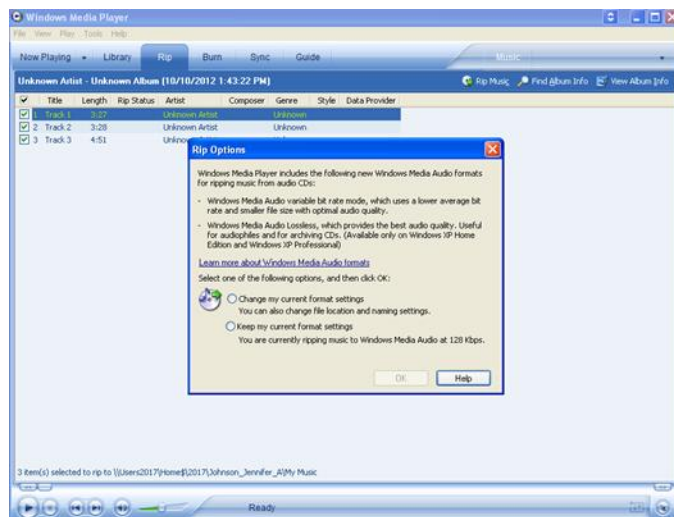 Windows Media Player
File View Play Tools Help
Now Playing Library Rip Burn Sync Guide Music
Unknown Artist - Unknown Album (10/10/2012 1:43:22 PM) Rip Music Find Album Info View Album Info
Title Length Rip Status Artist Composer Genre Style Data Provider
1 Track 1 3:27 Unknown Artist Unknown
2 Track 2 3:28 Unknown Artist Unknown
3 Track 3 4:51
Rip Options
Windows Media Player includes the following new Windows Media Audio formats
for ripping music from audio CDs:
- Windows Media Audio variable bit rate mode, which uses a lower average bit
rate and smaller file size with optimal audio quality.
- Windows Media Audio Lossless, which provides the best audio quality. Useful
for audiophiles and for archiving CDs. (Available only on Windows XP Home
Edition and Windows XP Professional)
Learn more about Windows Media Audio formats
Select one of the following options, and then click OK:
Change my current format settings
You can also change file location and naming settings.
Keep my current format settings
You are currently ripping music to Windows Media Audio at 128 Kbps.
OK Help
3 item(s) selected to rip to \\Users2017\Home$\2017\Johnson_Jennifer_A\My Music
Ready